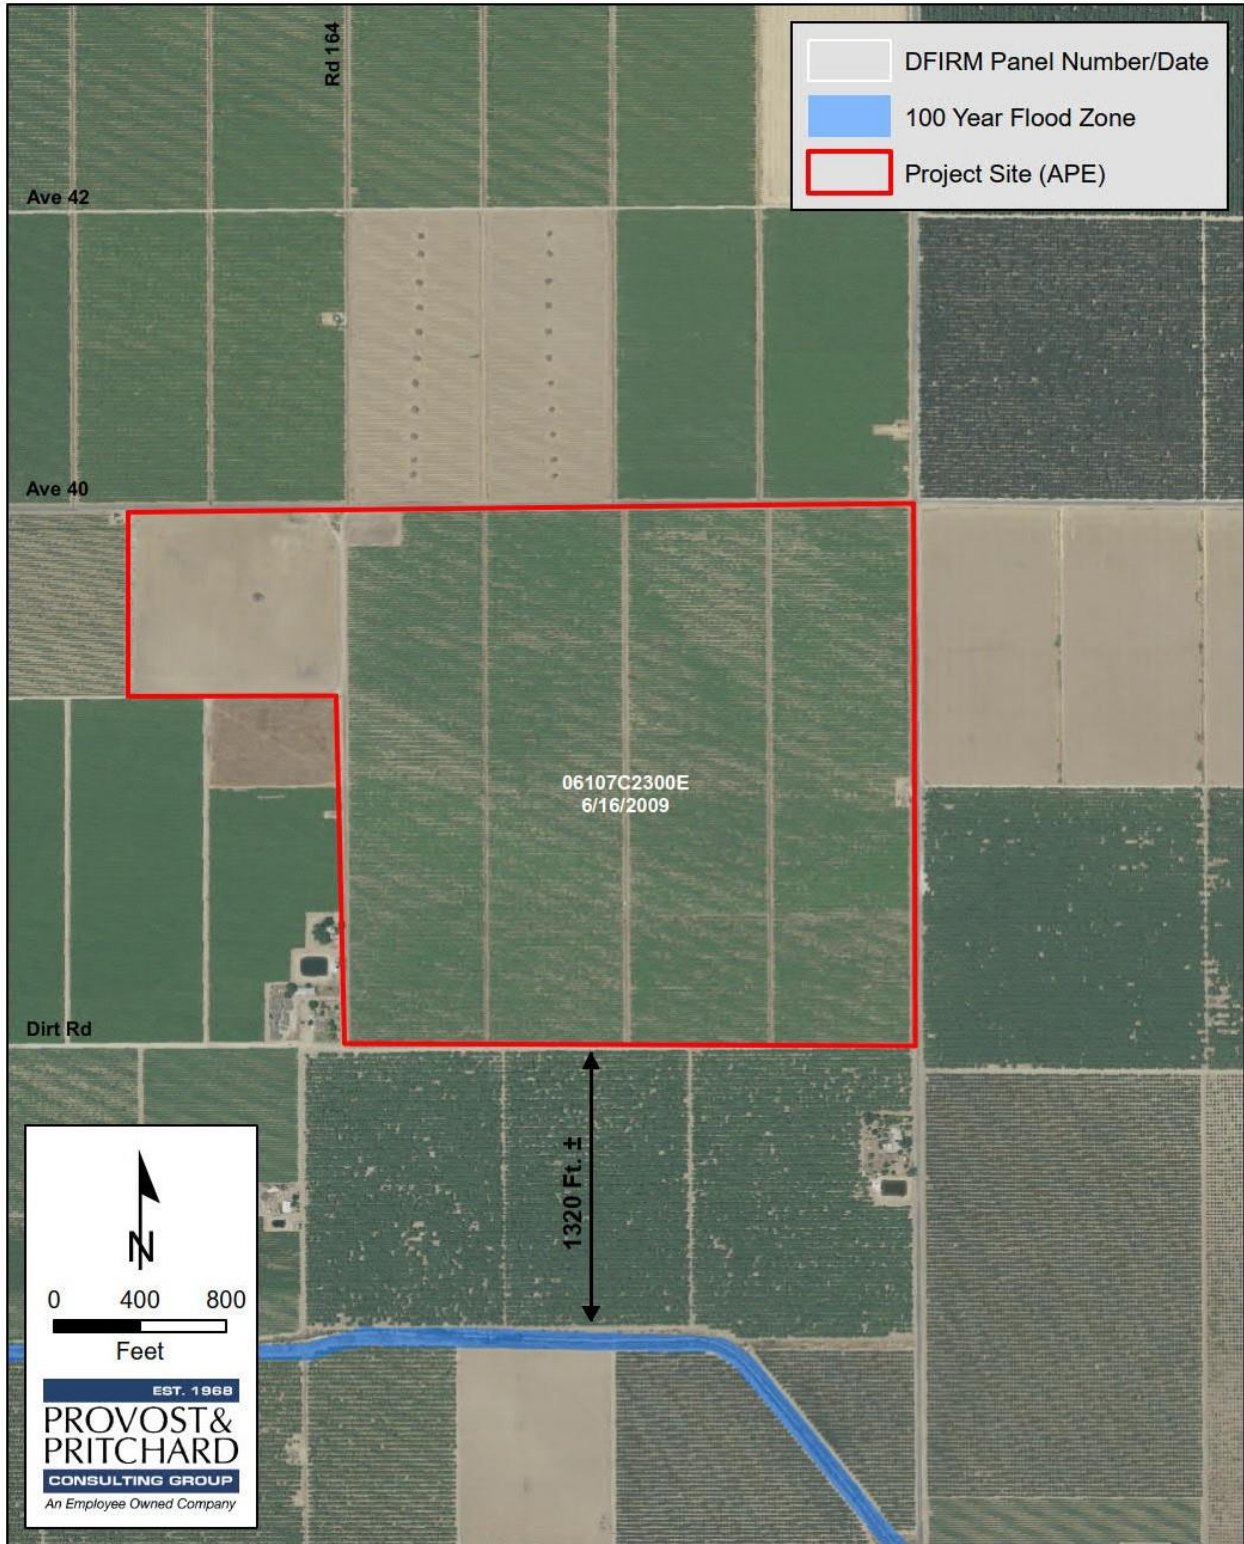 Rd 164
DFIRM Panel Number/Date
100 Year Flood Zone
Project Site (APE)
Ave 42
Ave 40
06107C2300E
6/16/2009
Dirt Rd
1320 Ft. ±
N
0 400 800
Feet
EST. 1968
PROVOST&
PRITCHARD
CONSULTING GROUP
An Employee Owned Company